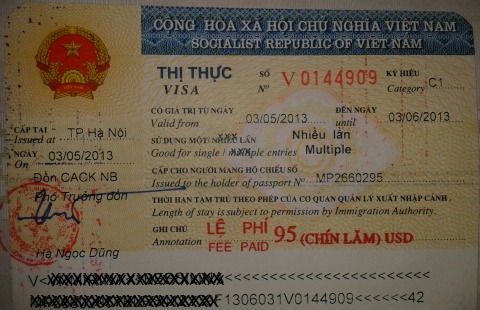 CỘNG HÒA XÃ HỘI CHỦ NGHĨA VIỆT NAM
SOCIALIST REPUBLIC OF VIET NAM
THỊ THỰC SỐ V 0144909 KÝ HIỆU C1
VISA Nº Category
CÓ GIÁ TRỊ TỪ NGÀY 03/05/2013 ĐẾN NGÀY 03/06/2013
Valid from until
CẤP TẠI TP Hà Nội
Issued at
SỬ DỤNG MỘT/ NHIỀU LẦN xxx Nhiều lần
NGÀY 03/05/2013
On
Good for single / multiple entries xxx Multiple
Đồn CACK NB
CẤP CHO NGƯỜI MANG HỘ CHIẾU SỐ
Issued to the holder of passport Nº MP2660295
Phó Trưởng đồn
THỜI HẠN TẠM TRÚ THEO PHÉP CỦA CƠ QUAN QUẢN LÝ XUẤT NHẬP CẢNH
Length of stay is subject to permission by Immigration Authority.
GHI CHÚ LỆ PHÍ 95 (CHÍN LĂM) USD
Annotation FEE PAID
Hà Ngọc Dũng
V<
F1306031V0144909<<<<<<42